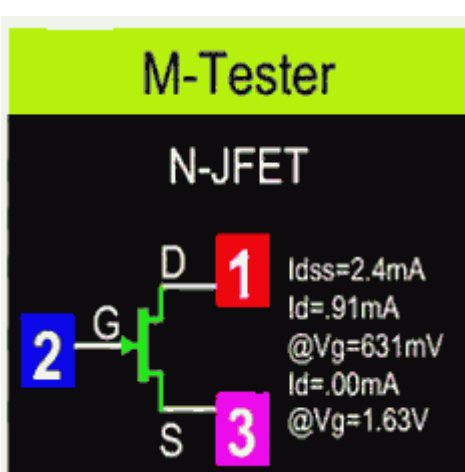 M-Tester
N-JFET
D
1
G
2
S
3
Idss=2.4mA
Id=.91mA
@Vg=631mV
Id=.00mA
@Vg=1.63V